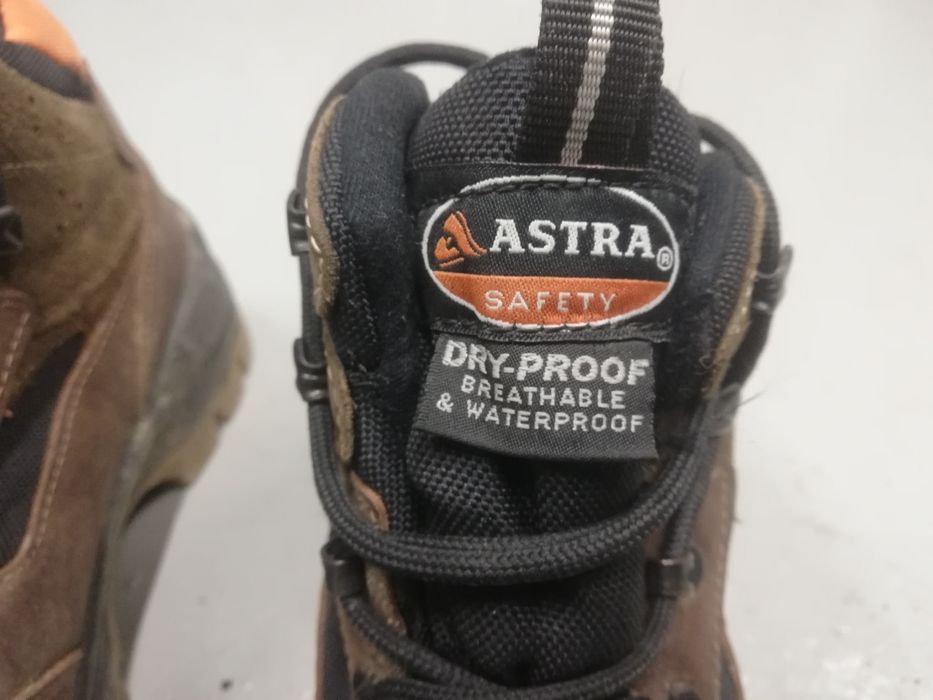 ASTRA®
SAFETY
DRY-PROOF
BREATHABLE
& WATERPROOF